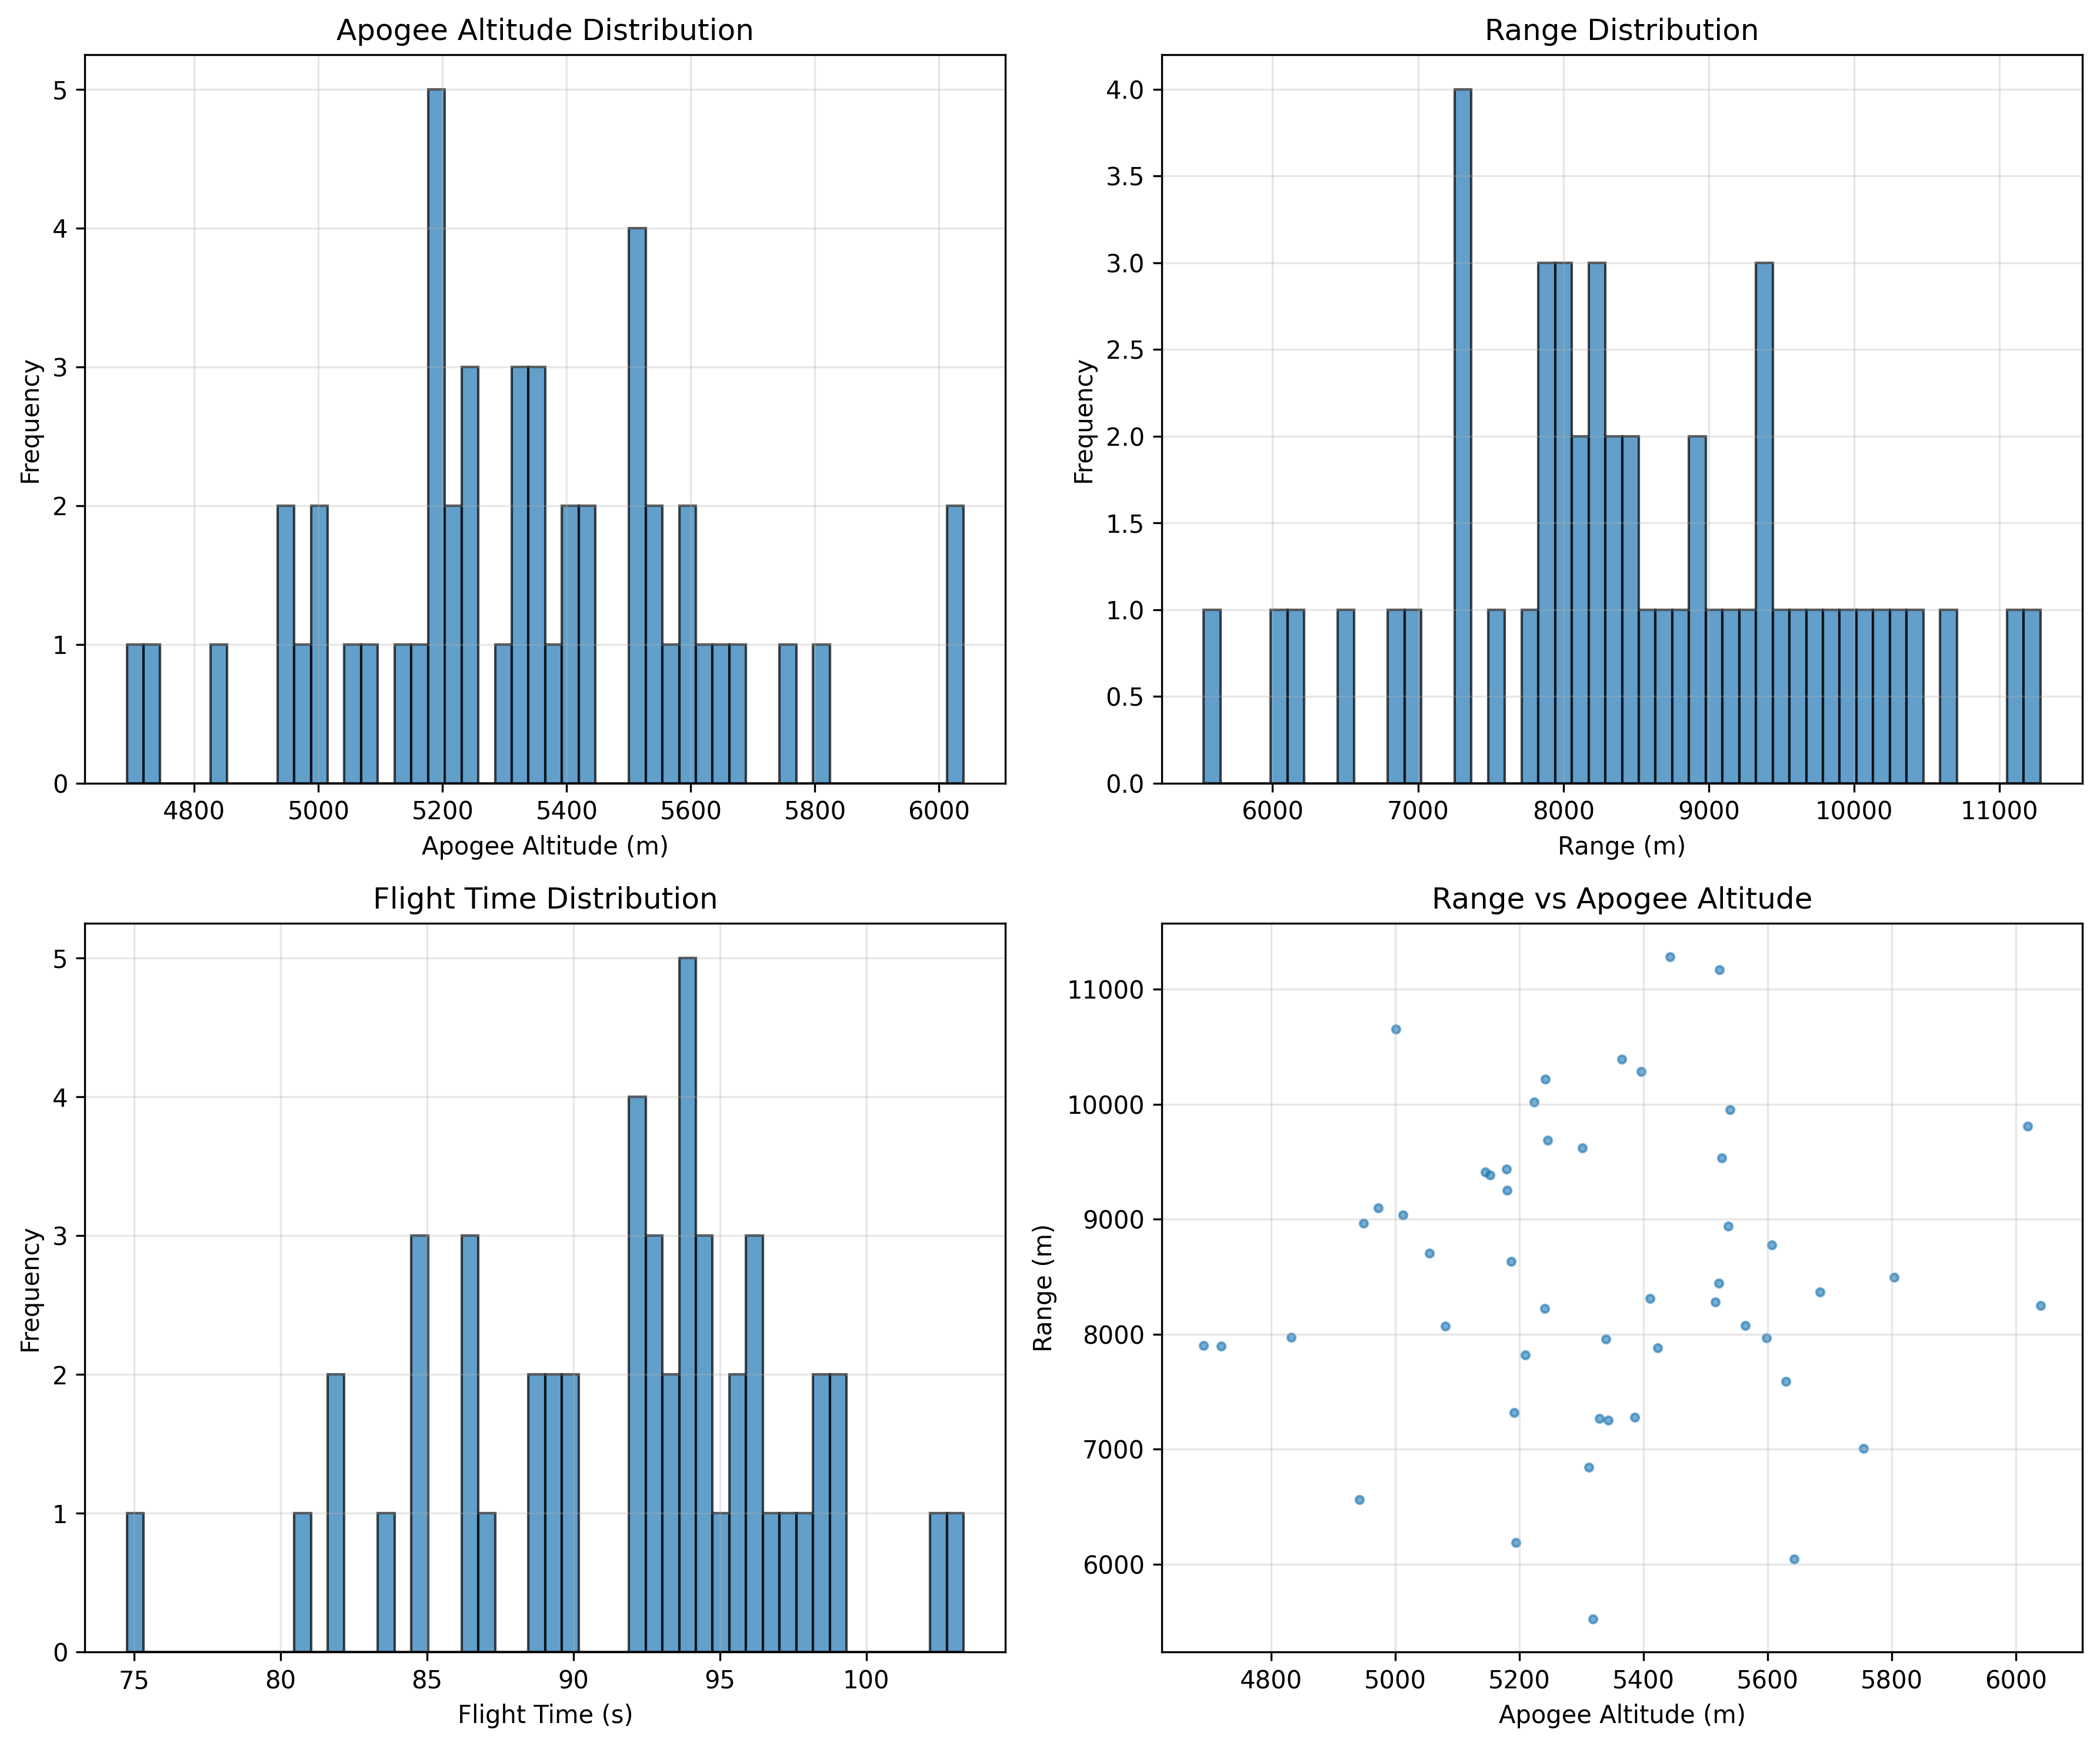 Apogee Altitude Distribution
5
4
3
2
1
0
Frequency
4800 5000 5200 5400 5600 5800 6000
Apogee Altitude (m)
Range Distribution
4.0
3.5
3.0
2.5
2.0
1.5
1.0
0.5
0.0
Frequency
6000 7000 8000 9000 10000 11000
Range (m)
Flight Time Distribution
5
4
3
2
1
0
Frequency
75 80 85 90 95 100
Flight Time (s)
Range vs Apogee Altitude
11000
10000
9000
8000
7000
6000
Range (m)
4800 5000 5200 5400 5600 5800 6000
Apogee Altitude (m)